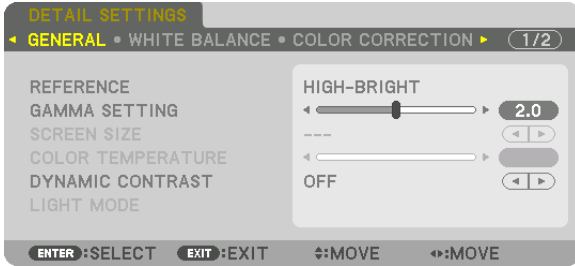 DETAIL SETTINGS
GENERAL • WHITE BALANCE • COLOR CORRECTION 1/2
REFERENCE HIGH-BRIGHT
GAMMA SETTING 2.0
SCREEN SIZE ---
COLOR TEMPERATURE
DYNAMIC CONTRAST OFF
LIGHT MODE
ENTER:SELECT EXIT:EXIT :MOVE :MOVE